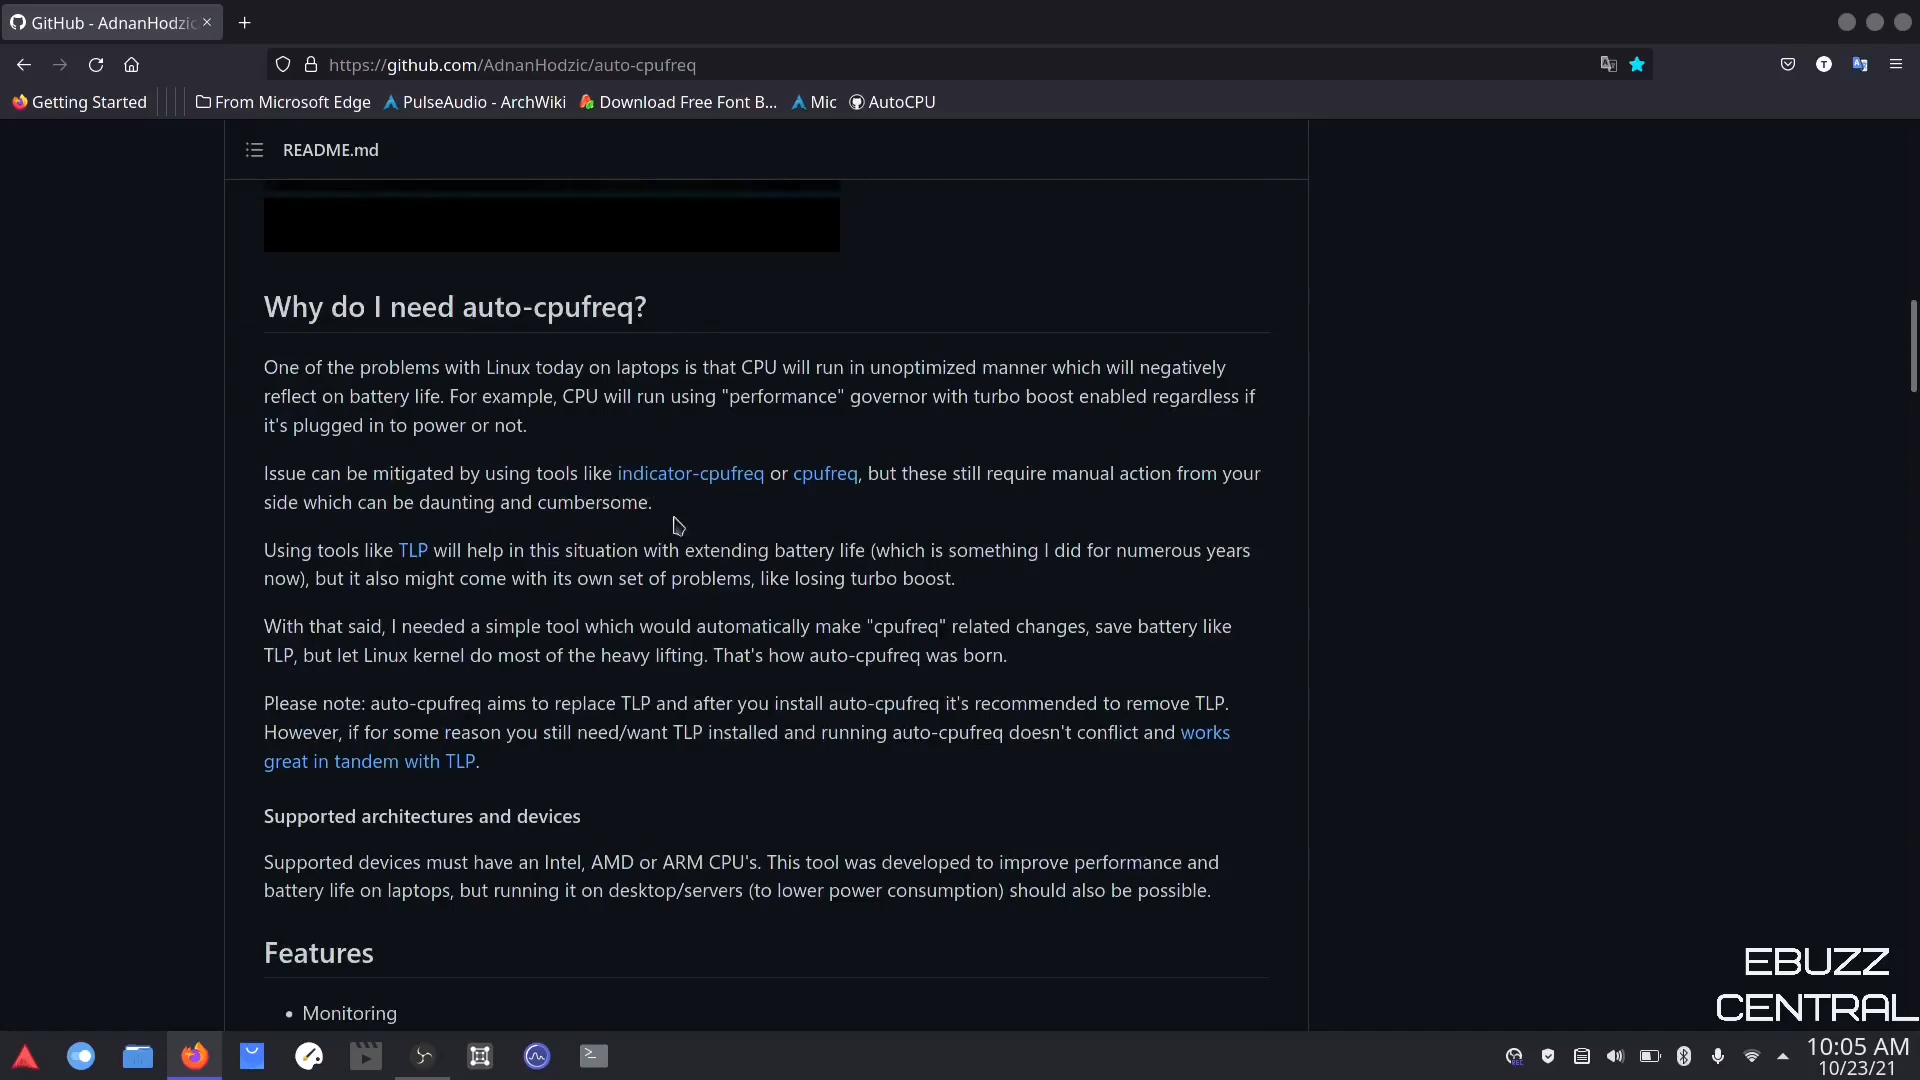 GitHub - AdnanHodzic
https://github.com/AdnanHodzic/auto-cpufreq
Getting Started
From Microsoft Edge
PulseAudio - ArchWiki
Download Free Font B...
Mic
AutoCPU
README.md
Why do I need auto-cpufreq?
One of the problems with Linux today on laptops is that CPU will run in unoptimized manner which will negatively
reflect on battery life. For example, CPU will run using "performance" governor with turbo boost enabled regardless if
it's plugged in to power or not.
Issue can be mitigated by using tools like indicator-cpufreq or cpufreq, but these still require manual action from your
side which can be daunting and cumbersome.
Using tools like TLP will help in this situation with extending battery life (which is something I did for numerous years
now), but it also might come with its own set of problems, like losing turbo boost.
With that said, I needed a simple tool which would automatically make "cpufreq" related changes, save battery like
TLP, but let Linux kernel do most of the heavy lifting. That's how auto-cpufreq was born.
Please note: auto-cpufreq aims to replace TLP and after you install auto-cpufreq it's recommended to remove TLP.
However, if for some reason you still need/want TLP installed and running auto-cpufreq doesn't conflict and works
great in tandem with TLP.
Supported architectures and devices
Supported devices must have an Intel, AMD or ARM CPU's. This tool was developed to improve performance and
battery life on laptops, but running it on desktop/servers (to lower power consumption) should also be possible.
Features
• Monitoring
EBUZZ
CENTRAL
10:05 AM
10/23/21